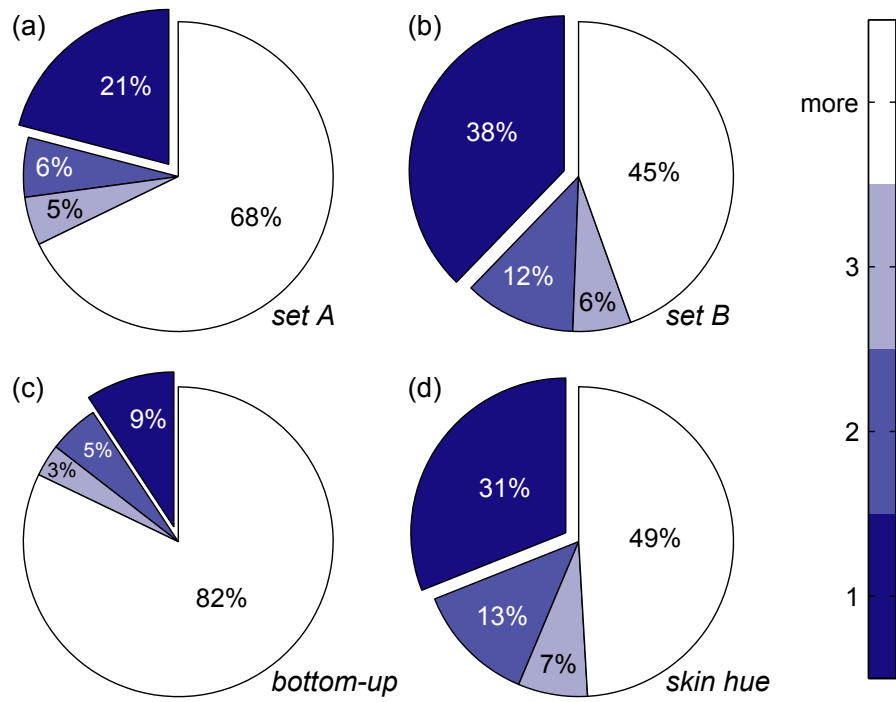 (a)
21%
6%
5%
68%
set A
(b)
38%
45%
12%
6%
set B
(c)
9%
5%
3%
82%
bottom-up
(d)
31%
49%
13%
7%
skin hue
more
3
2
1